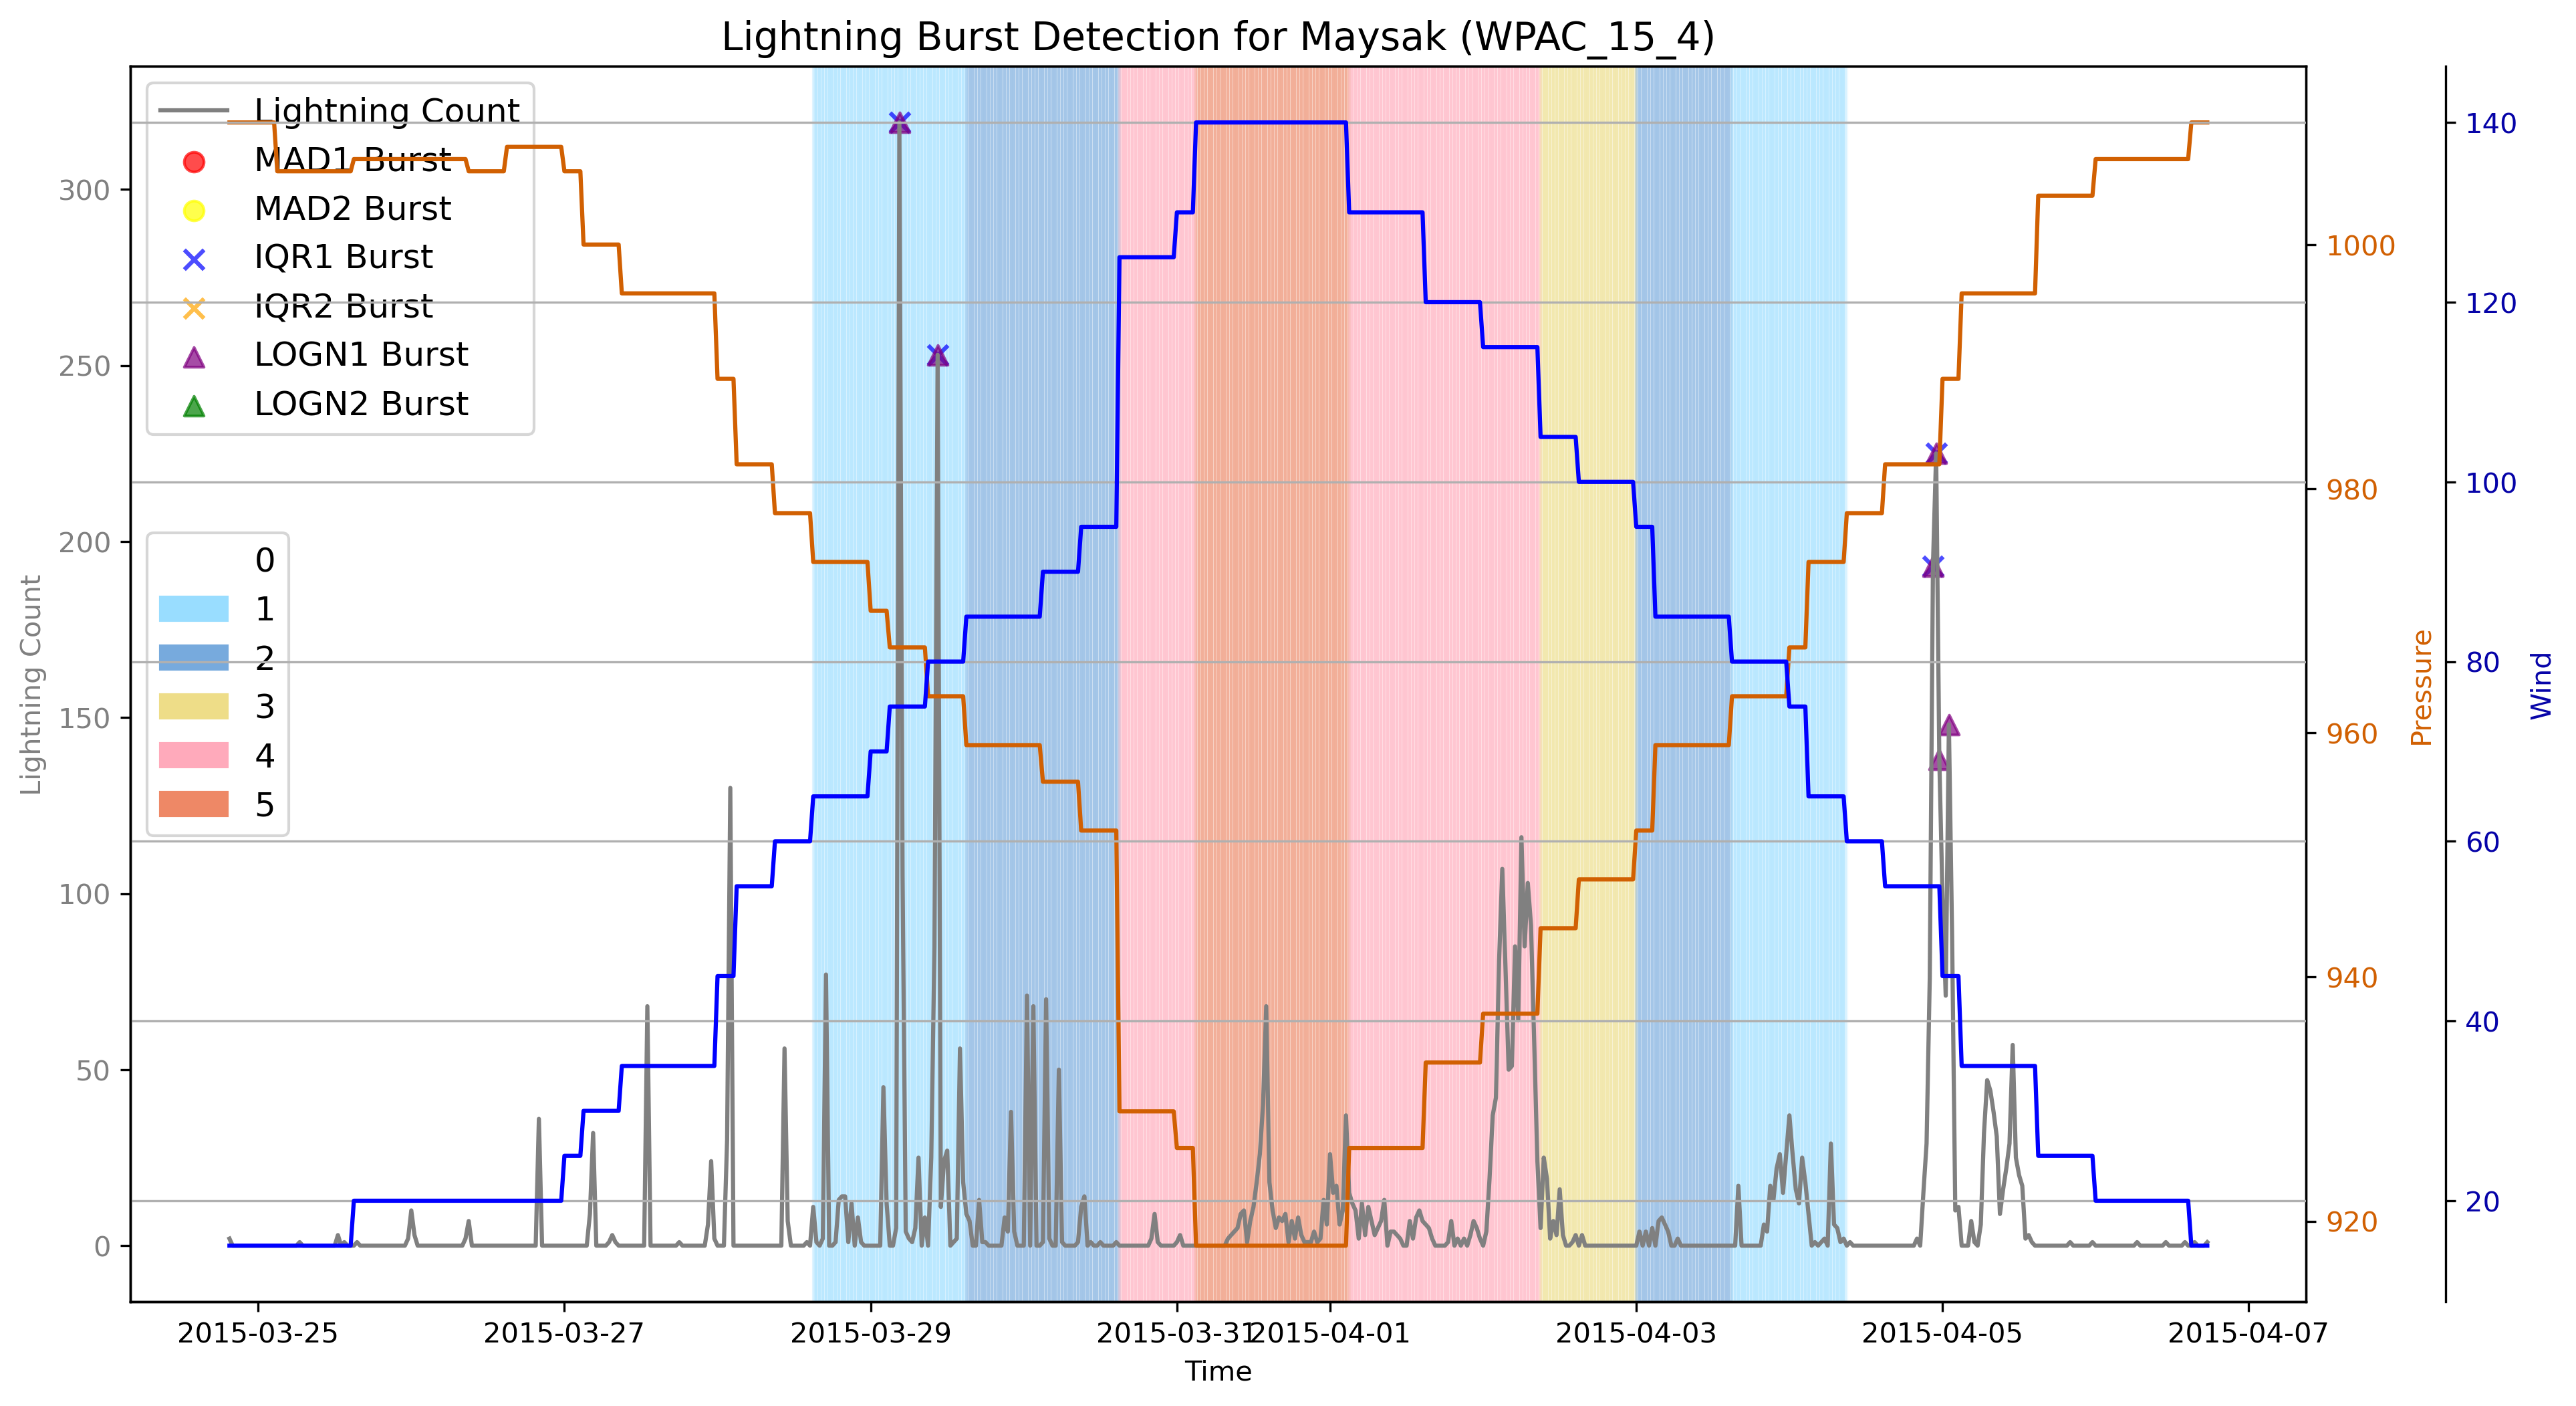 Lightning Burst Detection for Maysak (WPAC_15_4)
Lightning Count
MAD1 Burst
MAD2 Burst
IQR1 Burst
IQR2 Burst
LOGN1 Burst
LOGN2 Burst
0
1
2
3
4
5
Lightning Count
300
250
200
150
100
50
0
1000
980
960
940
920
Pressure
140
120
100
80
60
40
20
Wind
2015-03-25
2015-03-27
2015-03-29
2015-03-31
2015-04-01
2015-04-03
2015-04-05
2015-04-07
Time